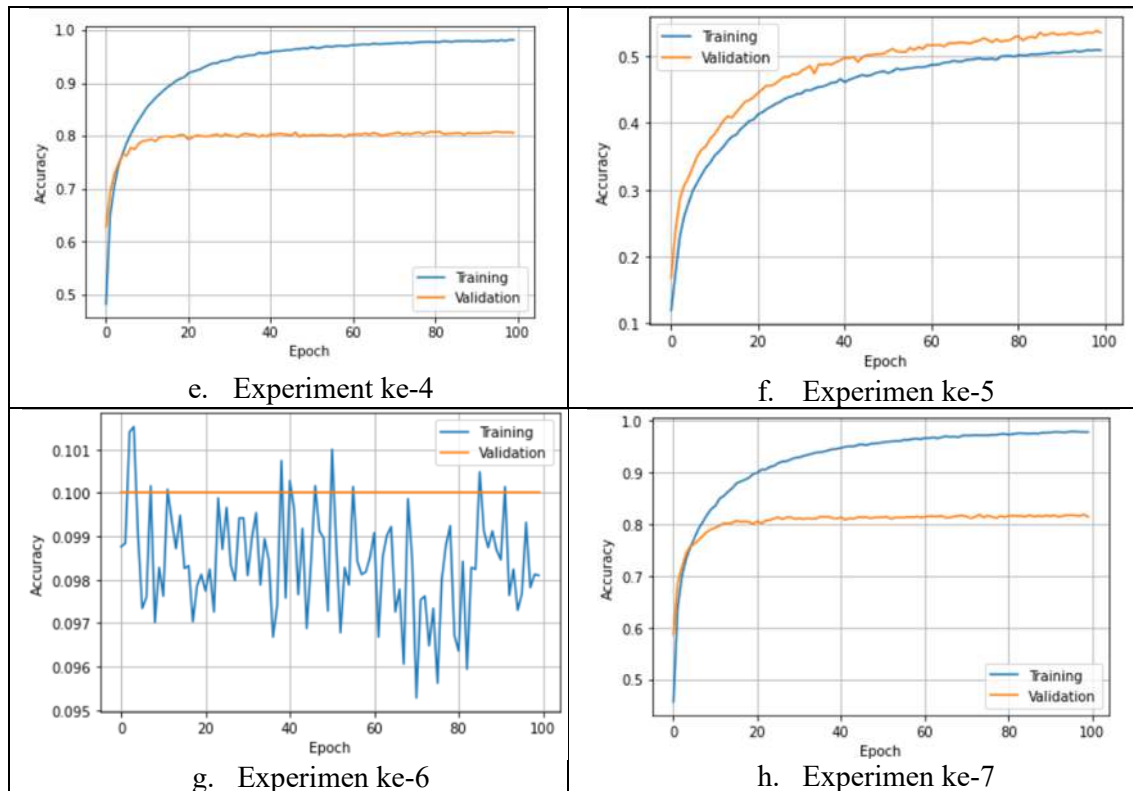 1.0
0.9
0.8
0.7
0.6
0.5
Accuracy
Training
Validation
0 20 40 60 80 100
Epoch
e. Experiment ke-4
0.5
0.4
0.3
0.2
0.1
Accuracy
Training
Validation
0 20 40 60 80 100
Epoch
f. Experimen ke-5
0.101
0.100
0.099
0.098
0.097
0.096
0.095
Accuracy
Training
Validation
0 20 40 60 80 100
Epoch
g. Experimen ke-6
1.0
0.9
0.8
0.7
0.6
0.5
Accuracy
Training
Validation
0 20 40 60 80 100
Epoch
h. Experimen ke-7